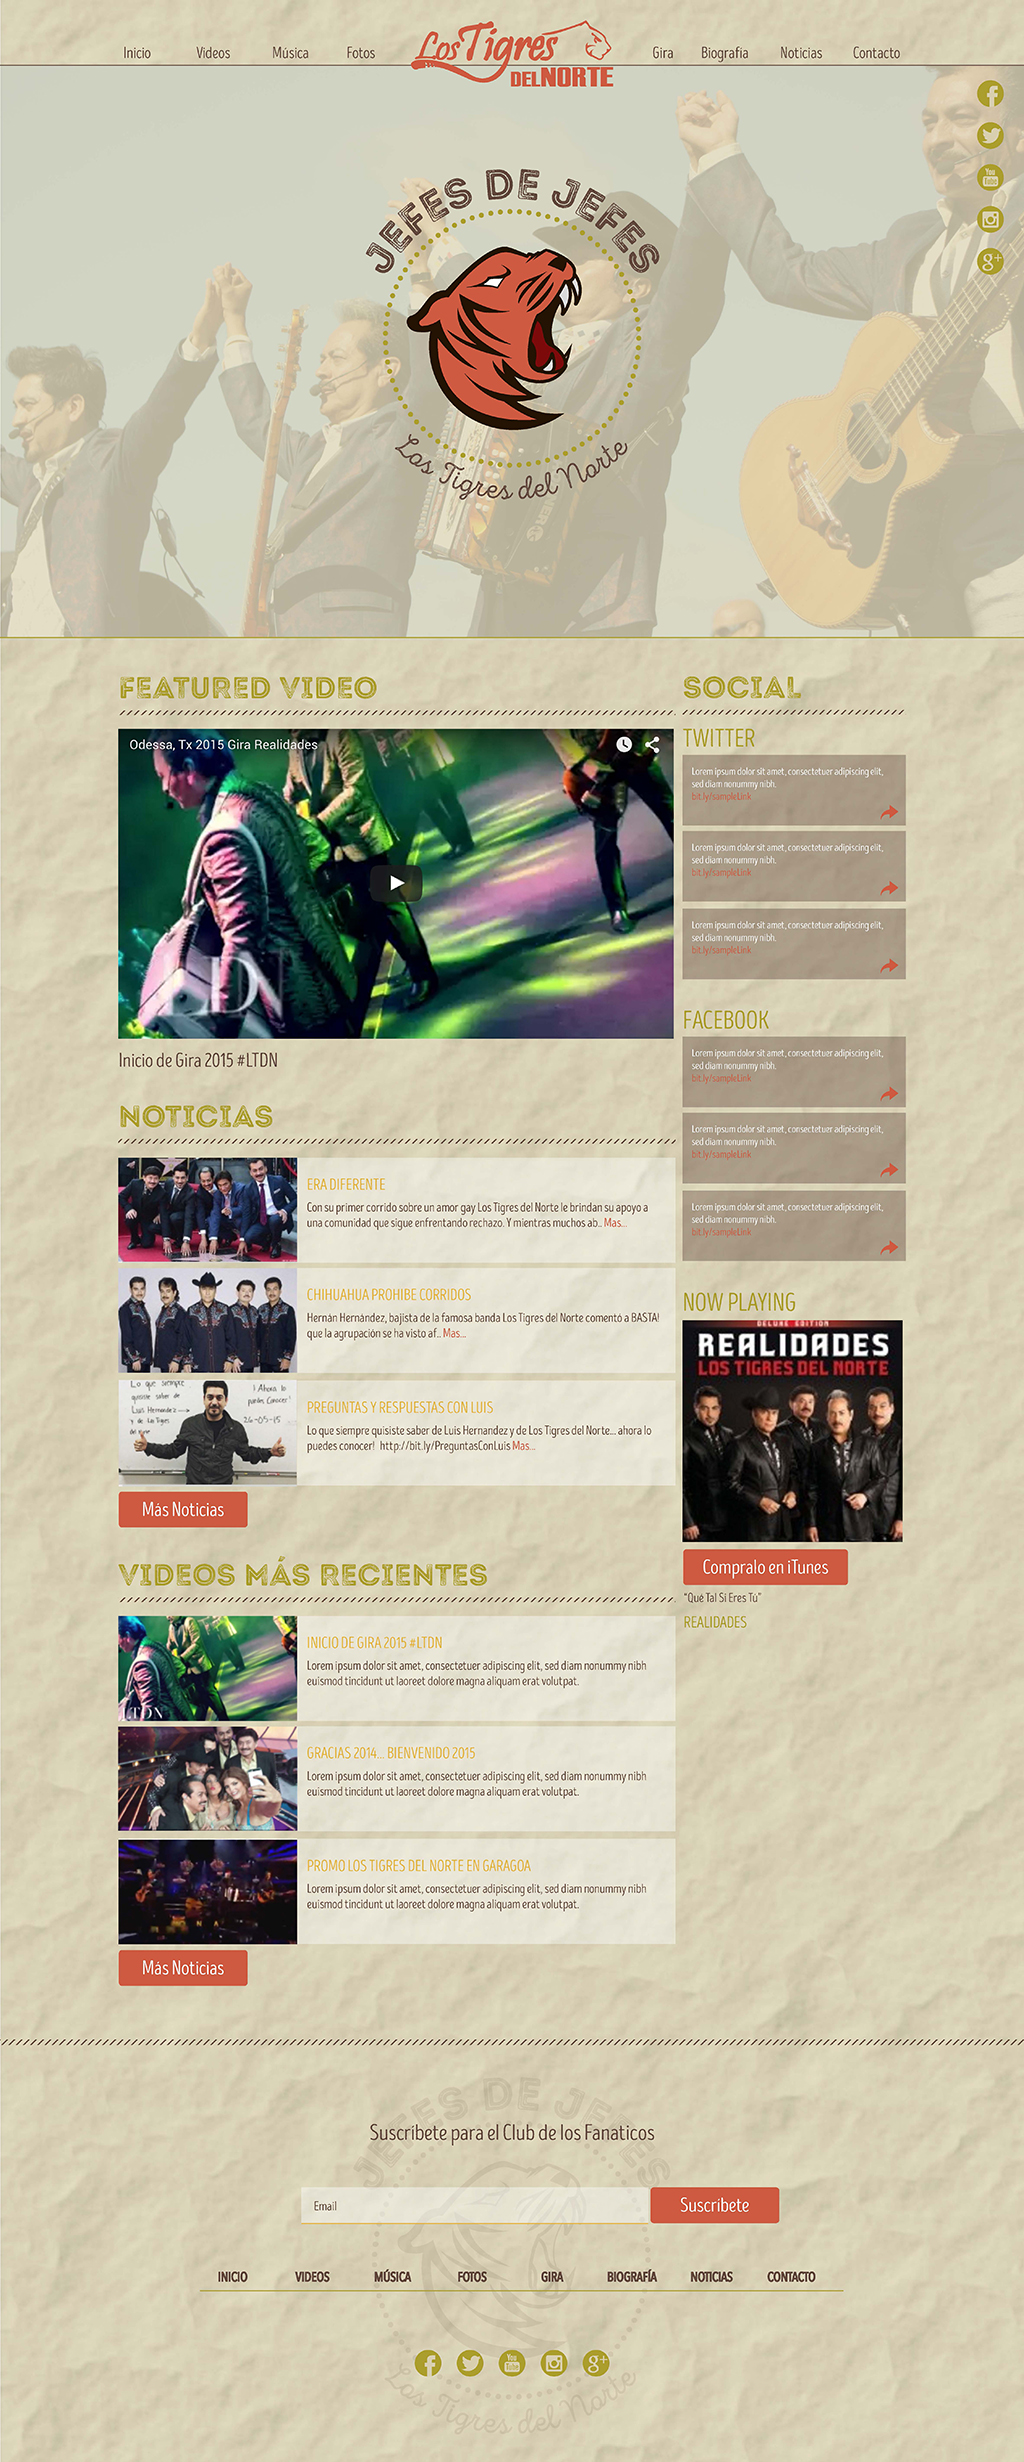 Inicio
Videos
Música
Fotos
Los Tigres
DEL NORTE
Gira
Biografía
Noticias
Contacto
JEFES DE JEFES
Los Tigres del Norte
FEATURED VIDEO
Odessa, Tx 2015 Gira Realidades
LDN
Inicio de Gira 2015 #LTDN
NOTICIAS
ERA DIFERENTE
Con su primer corrido sobre un amor gay Los Tigres del Norte le brindan su apoyo a
una comunidad que sigue enfrentando rechazo. Y mientras muchos ab.. Mas...
CHIHUAHUA PROHIBE CORRIDOS
Hernán Hernández, bajista de la famosa banda Los Tigres del Norte comentó a BASTA!
que la agrupación se ha visto af.. Mas...
Lo que siempre
quisiste saber de
Luis Hernandez
y de Los Tigres
del Norte
! Ahora lo
puedes Conocer!
26-05-15
PREGUNTAS Y RESPUESTAS CON LUIS
Lo que siempre quisiste saber de Luis Hernandez y de Los Tigres del Norte... ahora lo
puedes conocer! http://bit.ly/PreguntasConLuis Mas...
Más Noticias
VIDEOS MÁS RECIENTES
LTDN
INICIO DE GIRA 2015 #LTDN
Lorem ipsum dolor sit amet, consectetuer adipiscing elit, sed diam nonummy nibh
euismod tincidunt ut laoreet dolore magna aliquam erat volutpat.
GRACIAS 2014... BIENVENIDO 2015
Lorem ipsum dolor sit amet, consectetuer adipiscing elit, sed diam nonummy nibh
euismod tincidunt ut laoreet dolore magna aliquam erat volutpat.
PROMO LOS TIGRES DEL NORTE EN GARAGOA
Lorem ipsum dolor sit amet, consectetuer adipiscing elit, sed diam nonummy nibh
euismod tincidunt ut laoreet dolore magna aliquam erat volutpat.
Más Noticias
SOCIAL
TWITTER
Lorem ipsum dolor sit amet, consectetuer adipiscing elit,
sed diam nonummy nibh.
bit.ly/sampleLink
Lorem ipsum dolor sit amet, consectetuer adipiscing elit,
sed diam nonummy nibh.
bit.ly/sampleLink
Lorem ipsum dolor sit amet, consectetuer adipiscing elit,
sed diam nonummy nibh.
bit.ly/sampleLink
FACEBOOK
Lorem ipsum dolor sit amet, consectetuer adipiscing elit,
sed diam nonummy nibh.
bit.ly/sampleLink
Lorem ipsum dolor sit amet, consectetuer adipiscing elit,
sed diam nonummy nibh.
bit.ly/sampleLink
Lorem ipsum dolor sit amet, consectetuer adipiscing elit,
sed diam nonummy nibh.
bit.ly/sampleLink
NOW PLAYING
DELUXE EDITION
REALIDADES
LOS TIGRES DEL NORTE
Compralo en iTunes
"Qué Tal Si Eres Tú"
REALIDADES
JEFES DE JEFES
Suscríbete para el Club de los Fanaticos
Email
Suscríbete
INICIO
VIDEOS
MÚSICA
FOTOS
GIRA
BIOGRAFÍA
NOTICIAS
CONTACTO
Los Tigres del Norte